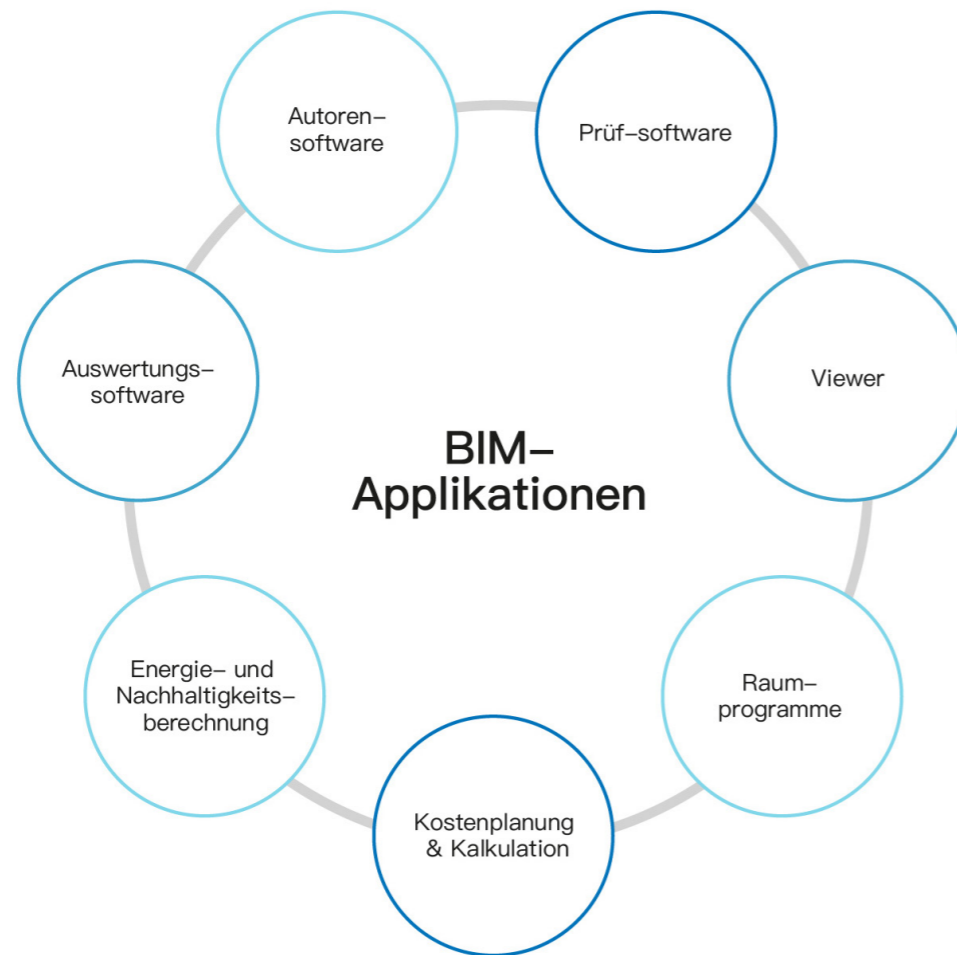 Autoren–
software
Prüf–software
Auswertungs–
software
Viewer
BIM–
Applikationen
Energie– und
Nachhaltigkeits–
berechnung
Raum–
programme
Kostenplanung
& Kalkulation